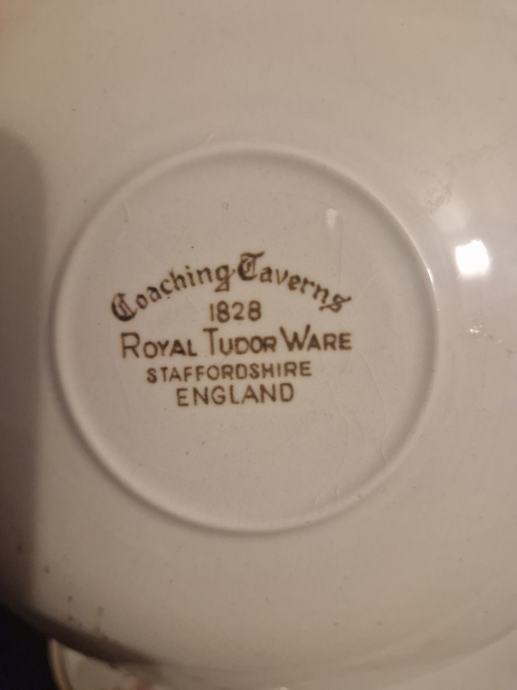 Coaching Taverns
1828
ROYAL TUDOR WARE
STAFFORDSHIRE
ENGLAND